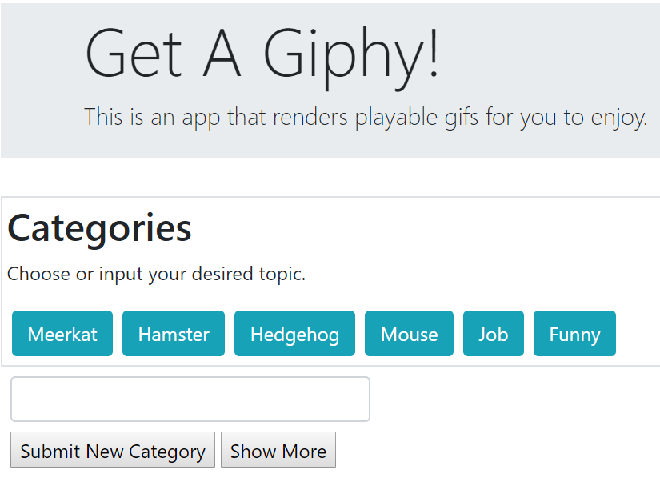 Get A Giphy!
This is an app that renders playable gifs for you to enjoy.
Categories
Choose or input your desired topic.
Meerkat Hamster Hedgehog Mouse Job Funny
Submit New Category Show More